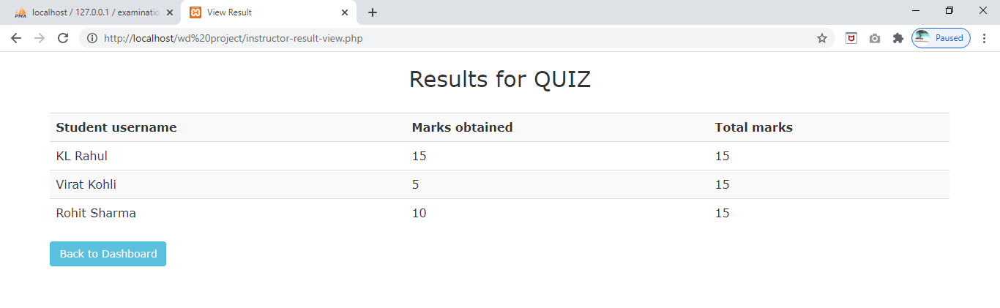 localhost / 127.0.0.1 / examinatio
View Result
http://localhost/wd%20project/instructor-result-view.php
Paused
Results for QUIZ
Student username Marks obtained Total marks
KL Rahul 15 15
Virat Kohli 5 15
Rohit Sharma 10 15
Back to Dashboard